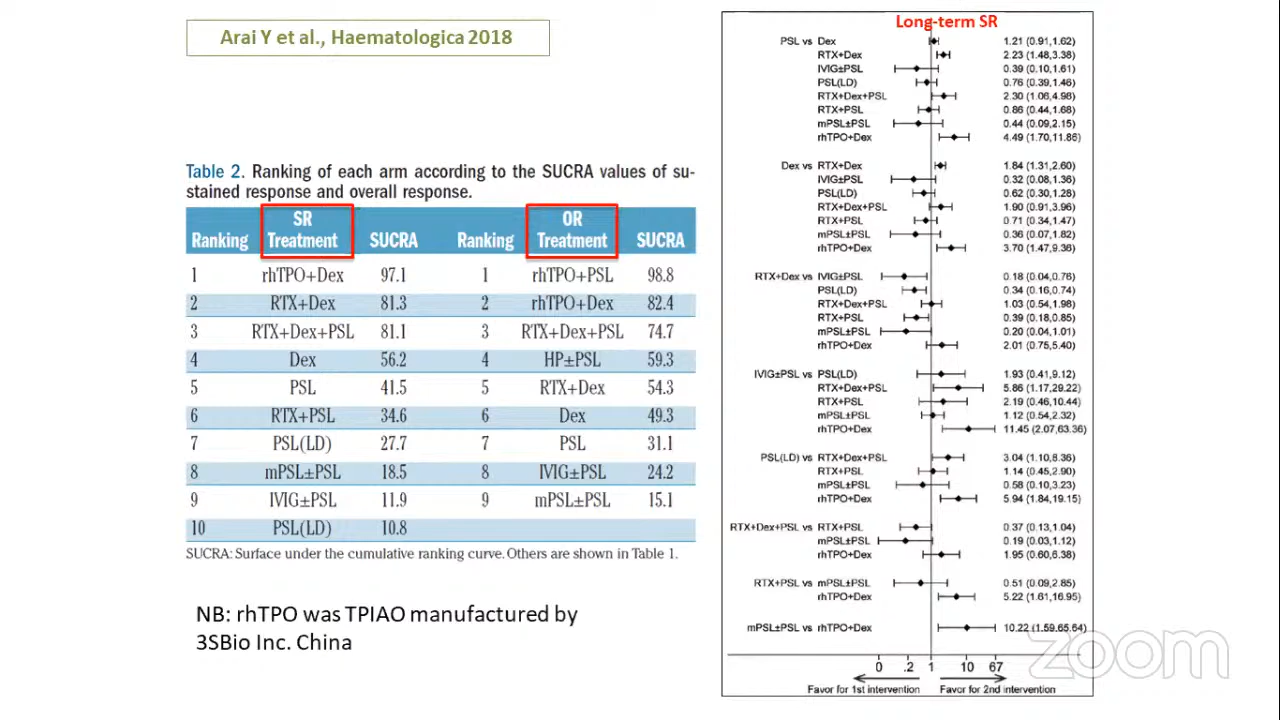 Arai Y et al., Haematologica 2018
Table 2. Ranking of each arm according to the SUCRA values of su-
stained response and overall response.
Ranking SR Treatment SUCRA Ranking OR Treatment SUCRA
1 rhTPO+Dex 97.1 1 rhTPO+PSL 98.8
2 RTX+Dex 81.3 2 rhTPO+Dex 82.4
3 RTX+Dex+PSL 81.1 3 RTX+Dex+PSL 74.7
4 Dex 56.2 4 HP±PSL 59.3
5 PSL 41.5 5 RTX+Dex 54.3
6 RTX+PSL 34.6 6 Dex 49.3
7 PSL(LD) 27.7 7 PSL 31.1
8 mPSL±PSL 18.5 8 IVIG±PSL 24.2
9 IVIG±PSL 11.9 9 mPSL±PSL 15.1
10 PSL(LD) 10.8
SUCRA: Surface under the cumulative ranking curve. Others are shown in Table 1.
NB: rhTPO was TPIAO manufactured by
3SBio Inc. China
Long-term SR
PSL vs Dex 1.21 (0.91,1.62)
RTX+Dex 2.23 (1.48,3.38)
IVIG±PSL 0.39 (0.10,1.61)
PSL(LD) 0.76 (0.39,1.46)
RTX+Dex+PSL 2.30 (1.06,4.98)
RTX+PSL 0.86 (0.44,1.68)
mPSL±PSL 0.44 (0.09,2.15)
rhTPO+Dex 4.49 (1.70,11.86)
Dex vs RTX+Dex 1.84 (1.31,2.60)
IVIG±PSL 0.32 (0.08,1.36)
PSL(LD) 0.62 (0.30,1.28)
RTX+Dex+PSL 1.90 (0.91,3.96)
RTX+PSL 0.71 (0.34,1.47)
mPSL±PSL 0.36 (0.07,1.82)
rhTPO+Dex 3.70 (1.47,9.36)
RTX+Dex vs IVIG±PSL 0.18 (0.04,0.76)
PSL(LD) 0.34 (0.16,0.74)
RTX+Dex+PSL 1.03 (0.54,1.98)
RTX+PSL 0.39 (0.18,0.85)
mPSL±PSL 0.20 (0.04,1.01)
rhTPO+Dex 2.01 (0.75,5.40)
IVIG±PSL vs PSL(LD) 1.93 (0.41,9.12)
RTX+Dex+PSL 5.86 (1.17,29.22)
RTX+PSL 2.19 (0.46,10.44)
mPSL±PSL 1.12 (0.54,2.32)
rhTPO+Dex 11.45 (2.07,63.36)
PSL(LD) vs RTX+Dex+PSL 3.04 (1.10,8.36)
RTX+PSL 1.14 (0.45,2.90)
mPSL±PSL 0.58 (0.10,3.23)
rhTPO+Dex 5.94 (1.84,19.15)
RTX+Dex+PSL vs RTX+PSL 0.37 (0.13,1.04)
mPSL±PSL 0.19 (0.03,1.12)
rhTPO+Dex 1.95 (0.60,6.38)
RTX+PSL vs mPSL±PSL 0.51 (0.09,2.85)
rhTPO+Dex 5.22 (1.61,16.95)
mPSL±PSL vs rhTPO+Dex 10.22 (1.59,65.64)
0 .2 1 10 67
Favor for 1st intervention Favor for 2nd intervention
zoom